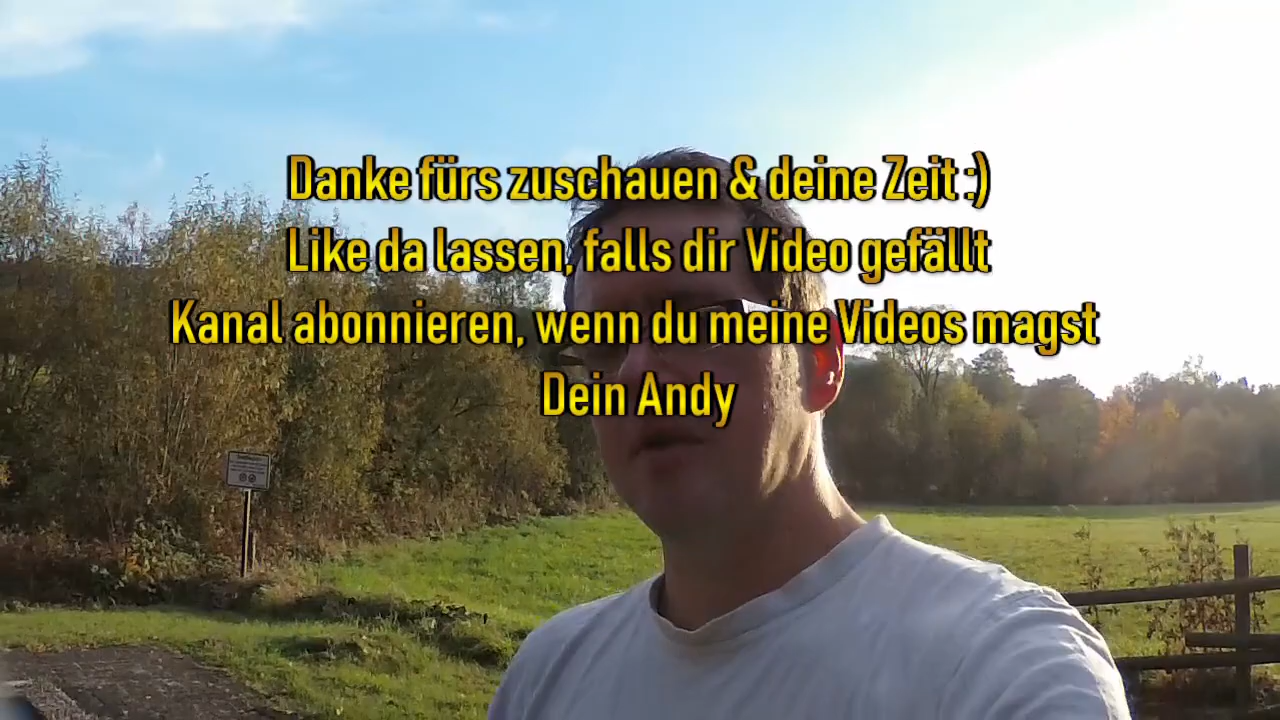 Danke fürs zuschauen & deine Zeit :)
Like da lassen, falls dir Video gefällt
Kanal abonnieren, wenn du meine Videos magst
Dein Andy